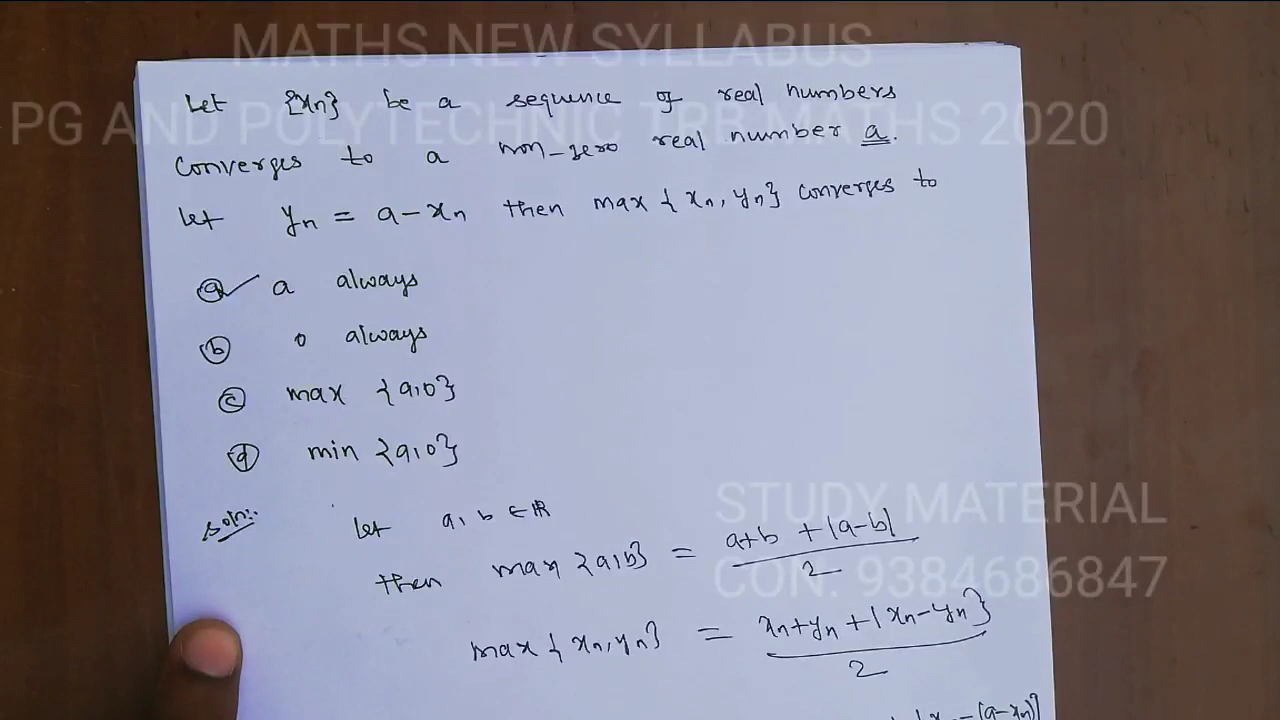 MATHS NEW SYLLABUS
PG AND POLYTECHNIC TRB MATHS 2020
Let {xn} be a sequence of real numbers
converges to a non-zero real number a.
Let yn = a-xn then max {xn, yn} converges to
(a) ✓ a always
(b) 0 always
(c) max {a,0}
(d) min {a,0}
Soln:
Let a, b ∈ ℝ
then max {a,b} = a+b + |a-b| / 2
STUDY MATERIAL
CON: 9384686847
max {xn, yn} = xn+yn + |xn-yn} / 2
-(a-xn)]